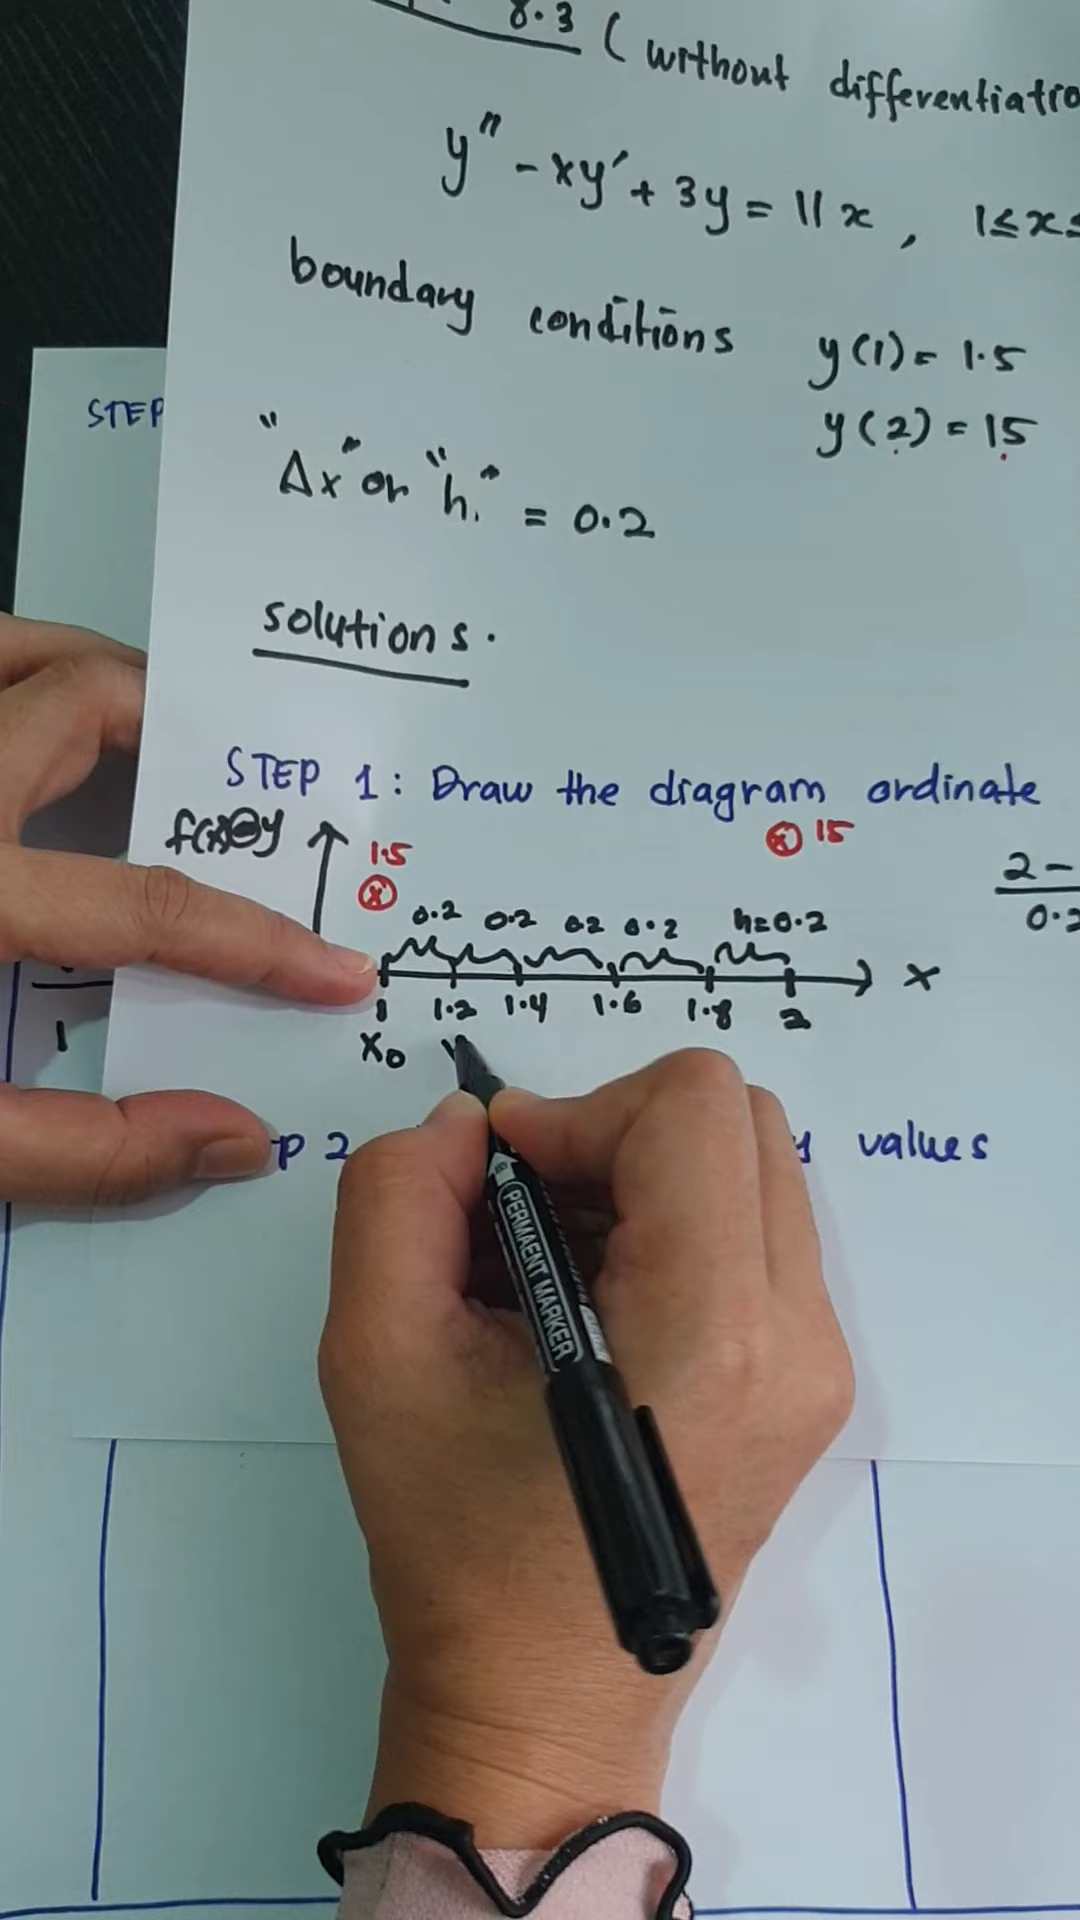 8.3 (without differentiatio
y" - xy' + 3y = 11x , 1≤x≤
boundary conditions y(1) = 1.5
y(2) = 15
STEP
"Δx" or "h." = 0.2
solutions.
STEP 1: Draw the diagram ordinate
f(x) y
1.5
15
2-
0.2
0.2 0.2 0.2 0.2 h=0.2
x
1 1.2 1.4 1.6 1.8 2
1
x₀
p 2 values
PERMAENT MARKER